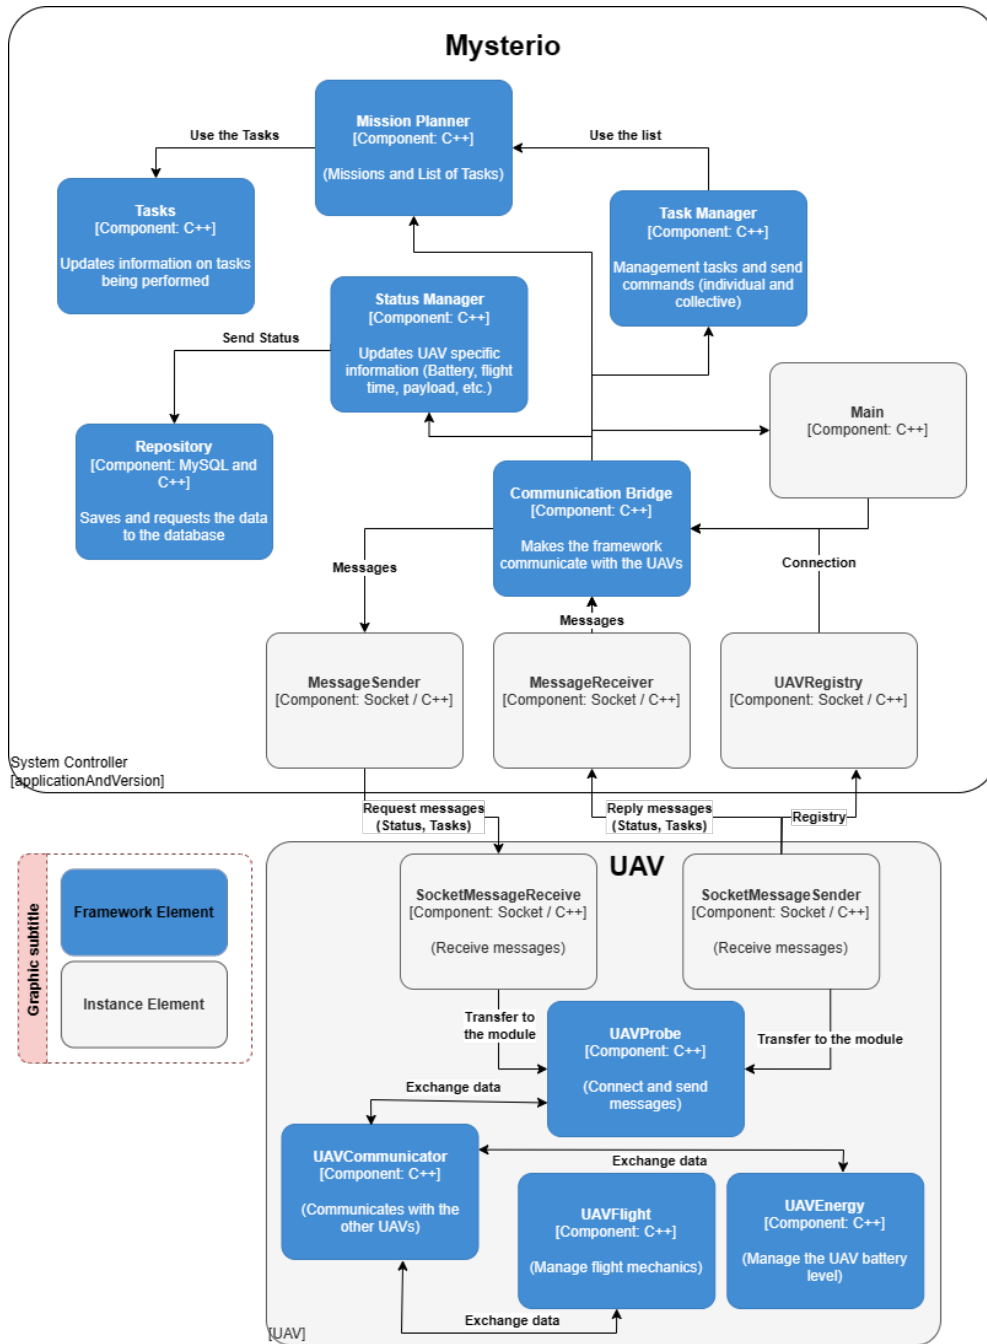 Mysterio
Mission Planner
[Component: C++]
(Missions and List of Tasks)
Use the Tasks
Use the list
Tasks
[Component: C++]
Updates information on tasks
being performed
Task Manager
[Component: C++]
Management tasks and send
commands (individual and
collective)
Status Manager
[Component: C++]
Updates UAV specific
information (Battery, flight
time, payload, etc.)
Send Status
Main
[Component: C++]
Repository
[Component: MySQL and
C++]
Saves and requests the data
to the database
Communication Bridge
[Component: C++]
Makes the framework
communicate with the UAVs
Messages
Connection
Messages
MessageSender
[Component: Socket / C++]
MessageReceiver
[Component: Socket / C++]
UAVRegistry
[Component: Socket / C++]
System Controller
[applicationAndVersion]
Request messages
(Status, Tasks)
Reply messages
(Status, Tasks)
Registry
Graphic subtitle
Framework Element
Instance Element
UAV
SocketMessageReceive
[Component: Socket / C++]
(Receive messages)
SocketMessageSender
[Component: Socket / C++]
(Receive messages)
Transfer to
the module
UAVProbe
[Component: C++]
(Connect and send
messages)
Transfer to the module
Exchange data
UAVCommunicator
[Component: C++]
(Communicates with the
other UAVs)
Exchange data
UAVFlight
[Component: C++]
(Manage flight mechanics)
UAVEnergy
[Component: C++]
(Manage the UAV battery
level)
Exchange data
[UAV]